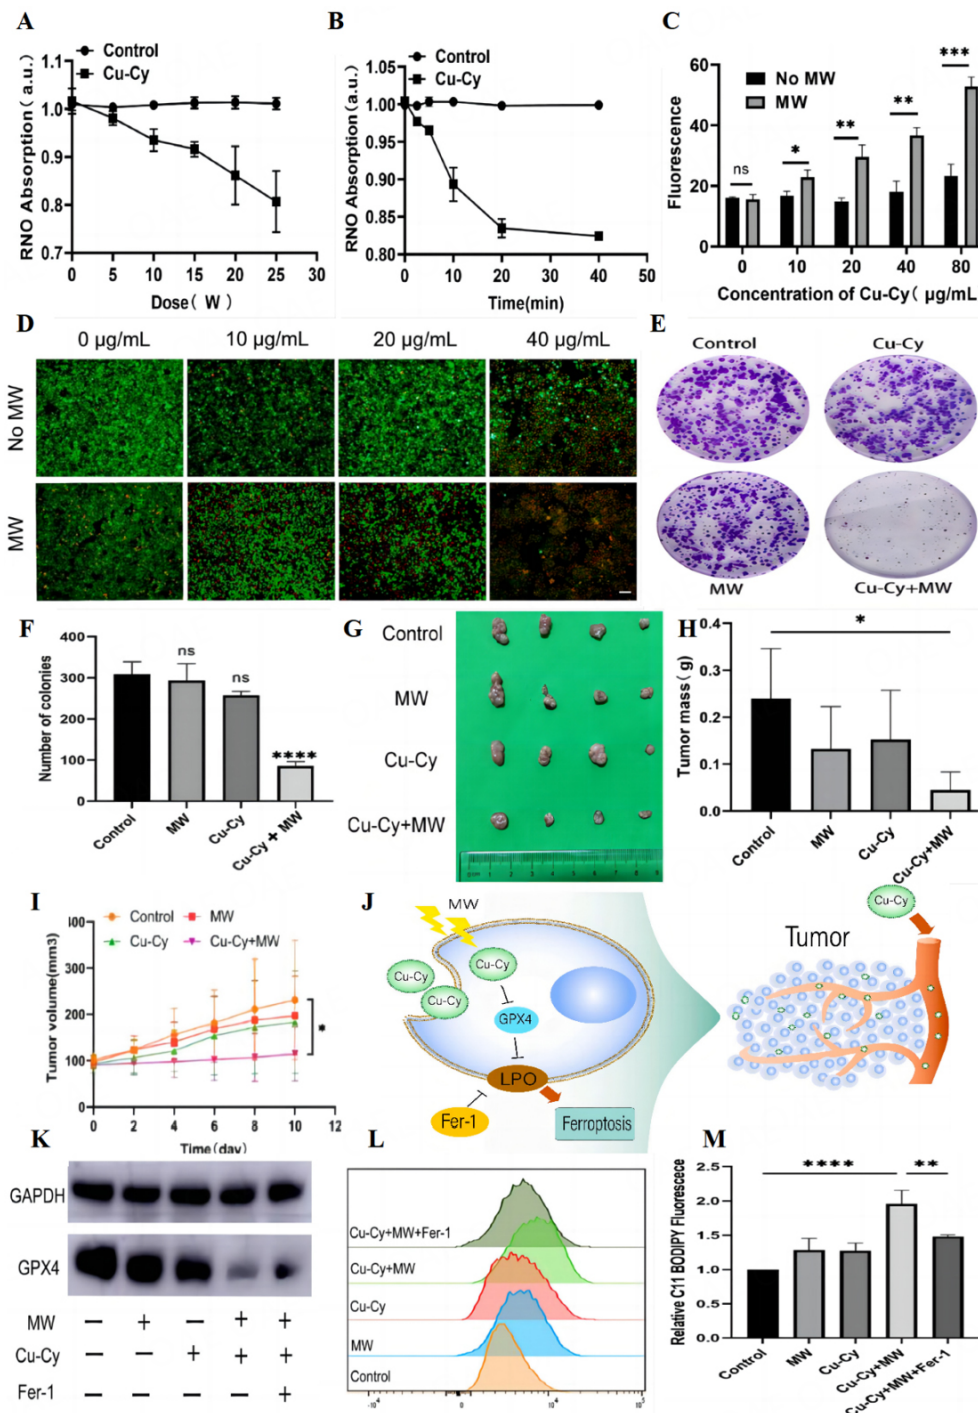 A
Control
Cu-Cy
RNO Absorption( a.u.)
1.1
1.0
0.9
0.8
0.7
0 5 10 15 20 25 30
Dose( W )
B
Control
Cu-Cy
RNO Absorption( a.u.)
1.05
1.00
0.95
0.90
0.85
0.80
0 10 20 30 40 50
Time(min)
C
No MW
MW
Fluorescence
60
40
20
0
ns * ** ** ***
0 10 20 40 80
Concentration of Cu-Cy( μg/mL
D
0 μg/mL 10 μg/mL 20 μg/mL 40 μg/mL
No MW
MW
E
Control Cu-Cy
MW Cu-Cy+MW
F
Number of colonies
400
300
200
100
0
ns ns ****
Control MW Cu-Cy Cu-Cy + MW
G
Control
MW
Cu-Cy
Cu-Cy+MW
H
Tumor mass( g)
0.4
0.3
0.2
0.1
0.0
*
Control MW Cu-Cy Cu-Cy+MW
I
Control MW
Cu-Cy Cu-Cy+MW
Tumor volume(mm3)
200
100
0
0 2 4 6 8 10 12
*
Time(day)
J
MW
Cu-Cy
Cu-Cy
Cu-Cy
GPX4
LPO
Fer-1
Ferroptosis
Tumor
Cu-Cy
K
GAPDH
GPX4
MW — + — + +
Cu-Cy — — + + +
Fer-1 — — — — +
L
Cu-Cy+MW+Fer-1
Cu-Cy+MW
Cu-Cy
MW
Control
-10⁴ 0 10⁴ 10⁵
M
Relative C11 BODIPY Fluorescece
2.5
2.0
1.5
1.0
0.5
0.0
**** **
Control MW Cu-Cy Cu-Cy+MW Cu-Cy+MW+Fer-1